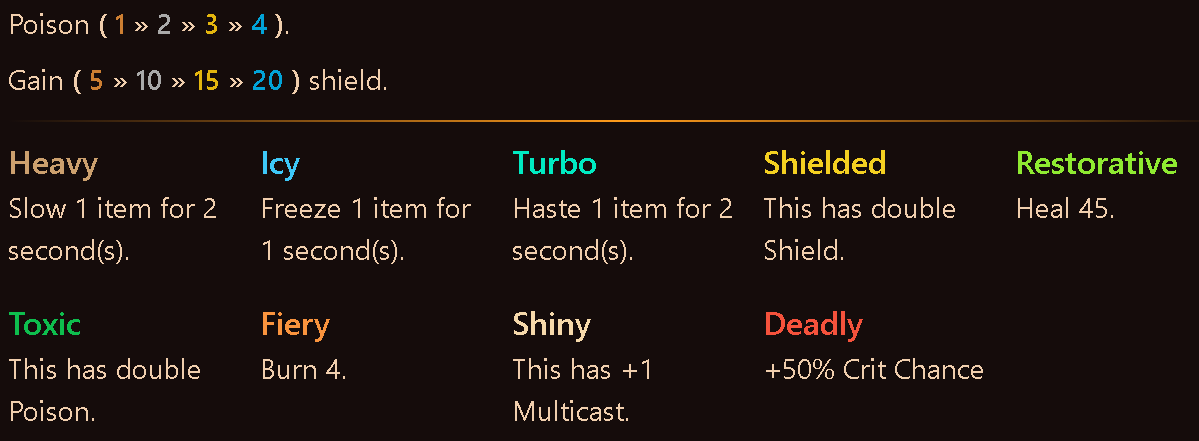 Poison ( 1 » 2 » 3 » 4 ).
Gain ( 5 » 10 » 15 » 20 ) shield.
Heavy
Slow 1 item for 2
second(s).
Icy
Freeze 1 item for
1 second(s).
Turbo
Haste 1 item for 2
second(s).
Shielded
This has double
Shield.
Restorative
Heal 45.
Toxic
This has double
Poison.
Fiery
Burn 4.
Shiny
This has +1
Multicast.
Deadly
+50% Crit Chance